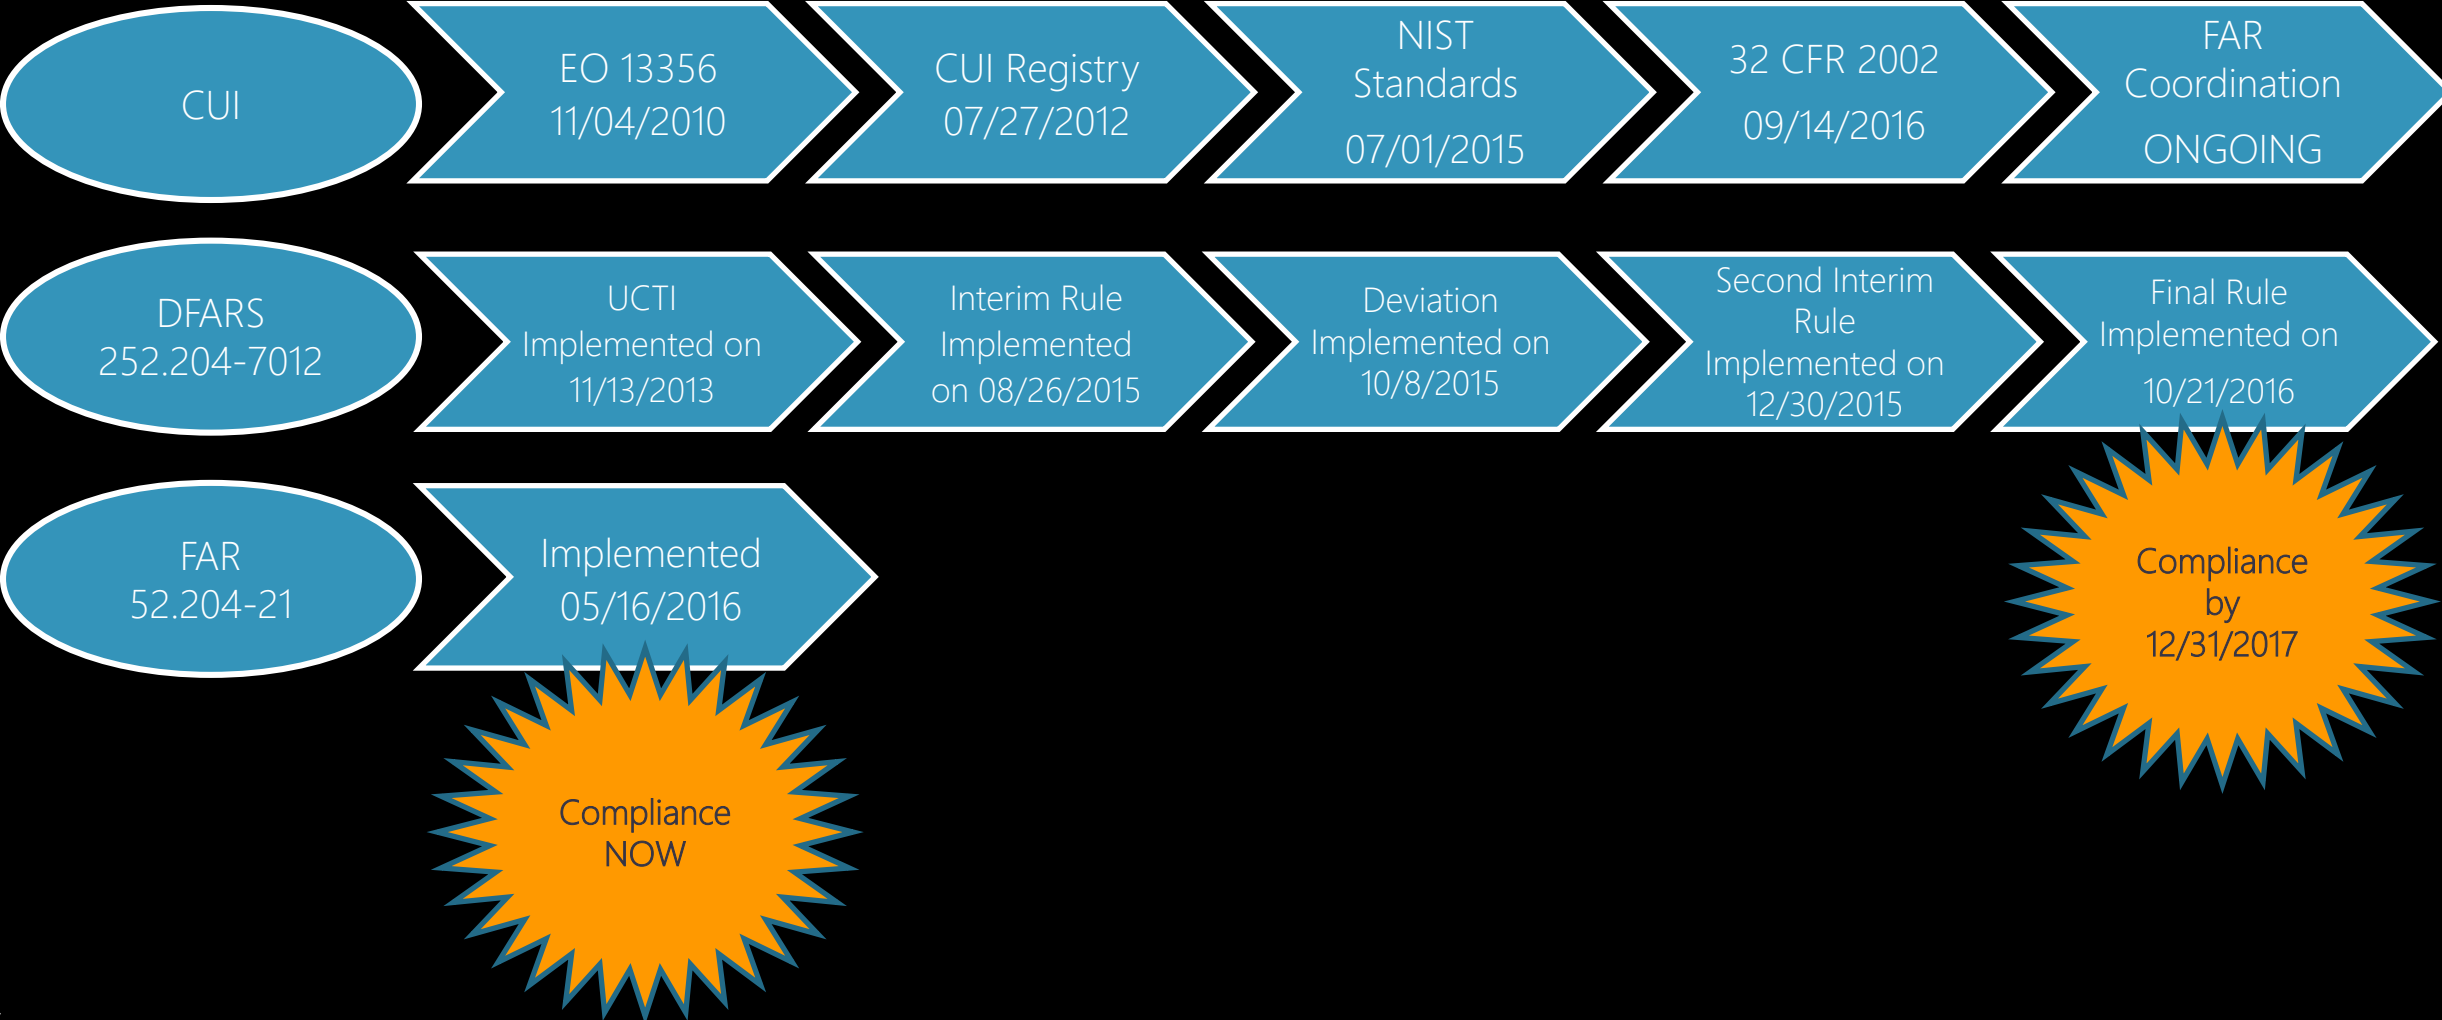 CUI
EO 13356
11/04/2010
CUI Registry
07/27/2012
NIST
Standards
07/01/2015
32 CFR 2002
09/14/2016
FAR
Coordination
ONGOING
DFARS
252.204-7012
UCTI
Implemented on
11/13/2013
Interim Rule
Implemented
on 08/26/2015
Deviation
Implemented on
10/8/2015
Second Interim
Rule
Implemented on
12/30/2015
Final Rule
Implemented on
10/21/2016
Compliance
by
12/31/2017
FAR
52.204-21
Implemented
05/16/2016
Compliance
NOW